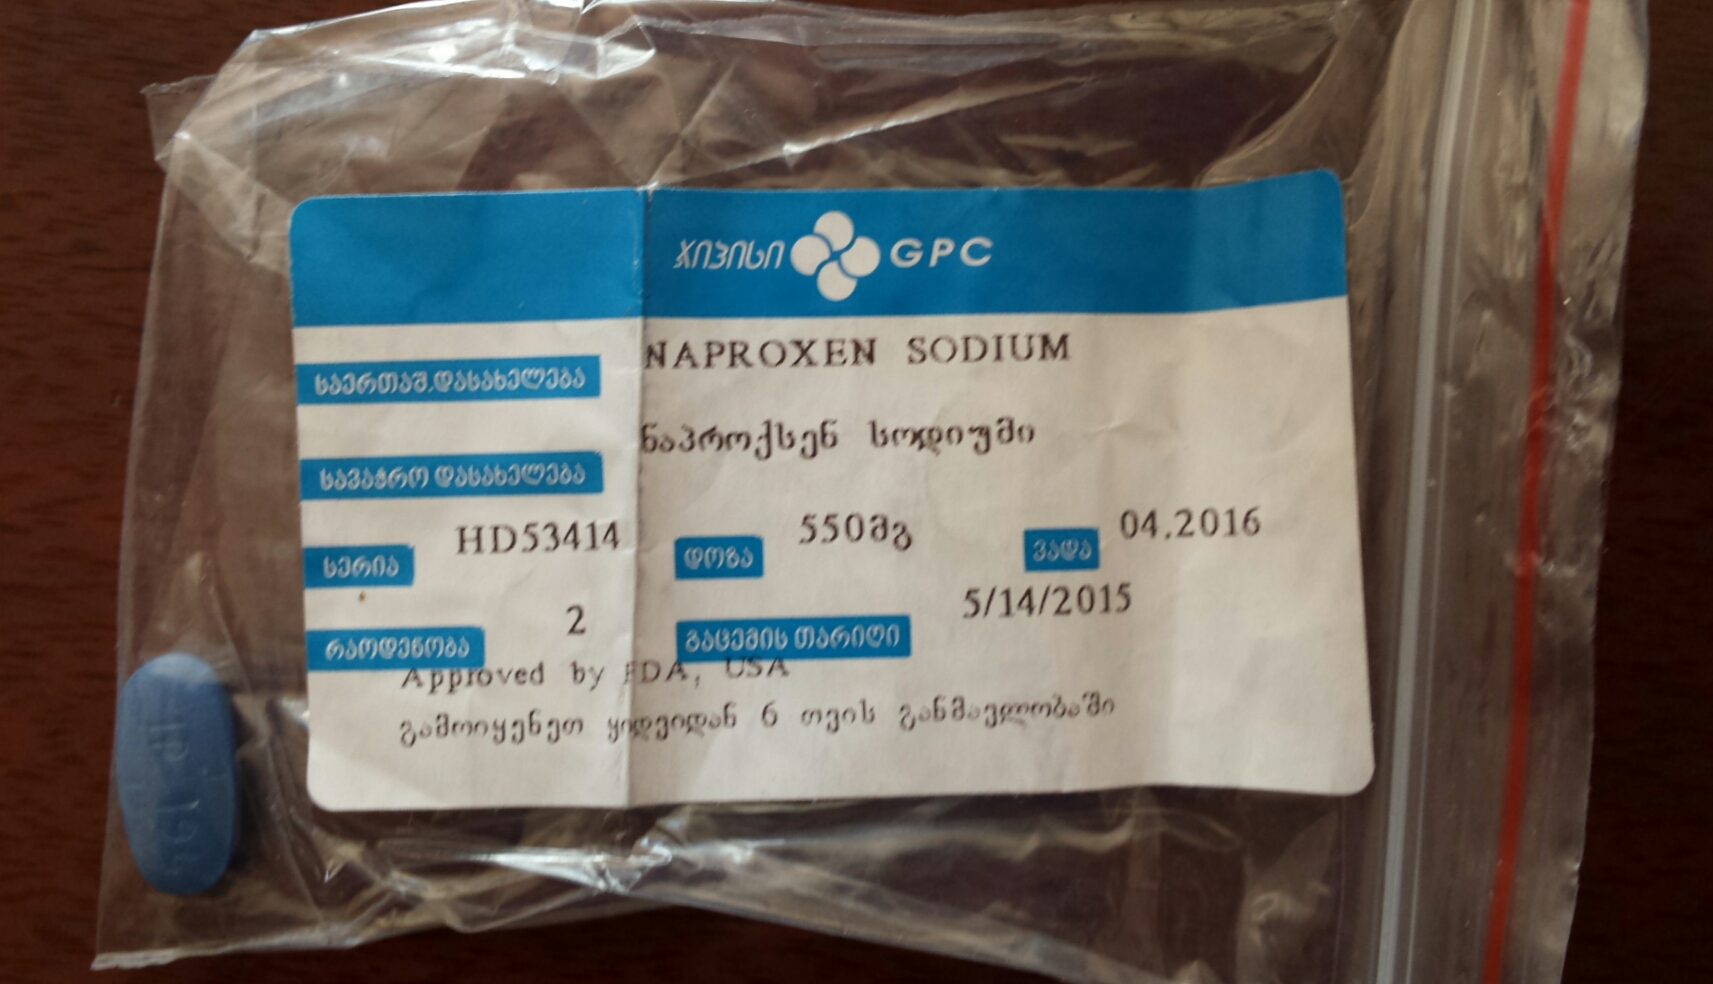 ჯიპისი GPC
საერთაშ.დასახელება NAPROXEN SODIUM
სავაჭრო დასახელება ნაპროქსენ სოდიუმი
სერია HD53414 დოზა 550მგ ვადა 04.2016
რაოდენობა 2 გაცემის თარიღი 5/14/2015
Approved by FDA, USA
გამოიყენეთ ყიდვიდან 6 თვის განმავლობაში